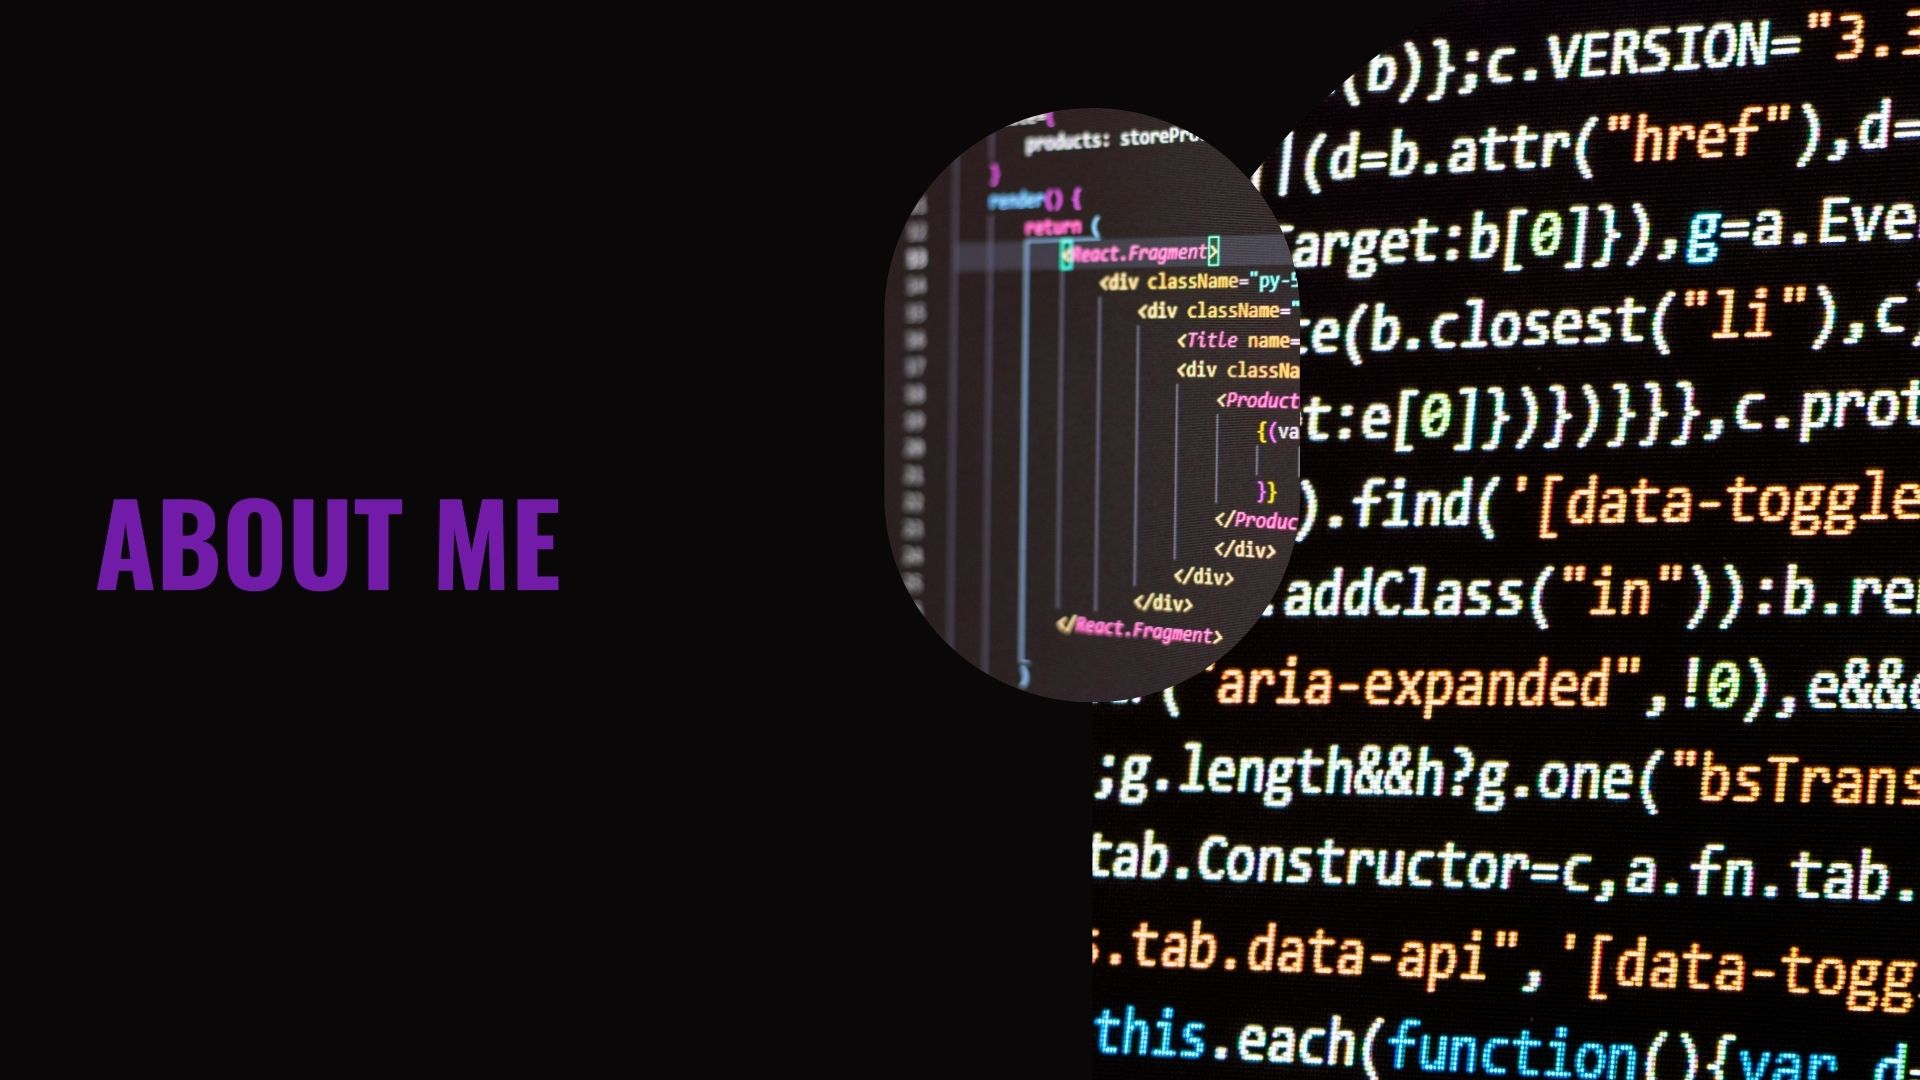 ABOUT ME
products:
}
render() {
return (
<React.Fragment>
<div className="py-5
<div className="
<Title name=
<div classNa
<Product
{(va
}}
</Produc
</div>
</div>
</div>
</React.Fragment>
)
(b)};c.VERSION="3.3
|(d=b.attr("href"),d=
Target:b[0]}),g=a.Eve
te(b.closest("li"),c
t:e[0]})})}}},c.prot
).find('[data-toggle
.addClass("in")):b.re
"aria-expanded",!0),e&&
;g.length&&h?g.one("bsTrans
tab.Constructor=c,a.fn.tab.
s.tab.data-api",'[data-togg
this.each(function(){var d=